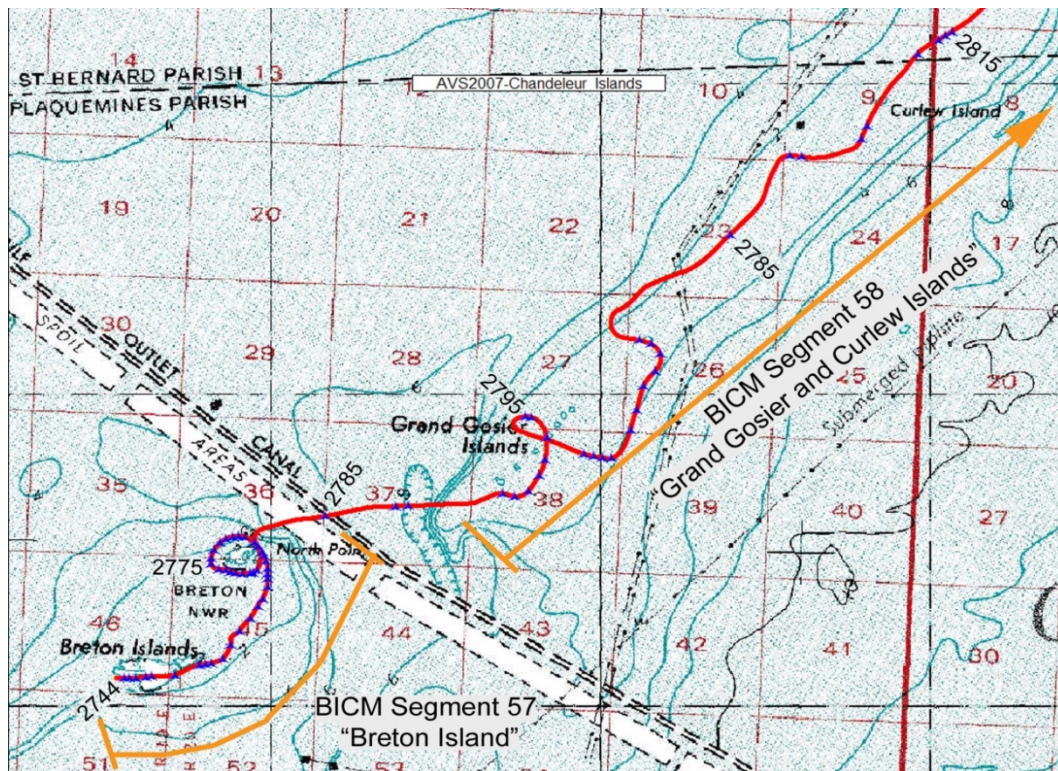 14
13
ST BERNARD PARISH
PLAQUEMINES PARISH
AVS2007-Chandeleur Islands
10
9
8
2815
Curlew Island
19
20
21
22
23
24
17
2785
BICM Segment 58
"Grand Gosier and Curlew Islands"
Submerged pipline
30
SPOIL
OUTLET
29
28
27
26
25
20
2795
Grand Gosier
Islands
CANAL
AREAS
35
36
2785
37
38
39
40
27
North Poin
2775
BRETON
NWR
46
45
44
43
42
41
30
Breton Islands
2744
BICM Segment 57
"Breton Island"
51
52
53